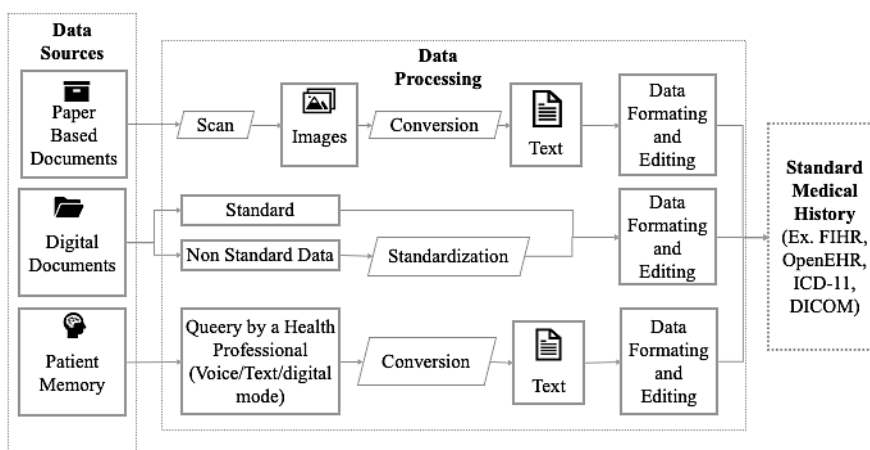 Data
Sources
Paper
Based
Documents
Digital
Documents
Patient
Memory
Data
Processing
Scan
Images
Conversion
Text
Data
Formating
and
Editing
Standard
Non Standard Data
Standardization
Data
Formating
and
Editing
Queery by a Health
Professional
(Voice/Text/digital
mode)
Conversion
Text
Data
Formating
and
Editing
Standard
Medical
History
(Ex. FIHR,
OpenEHR,
ICD-11,
DICOM)